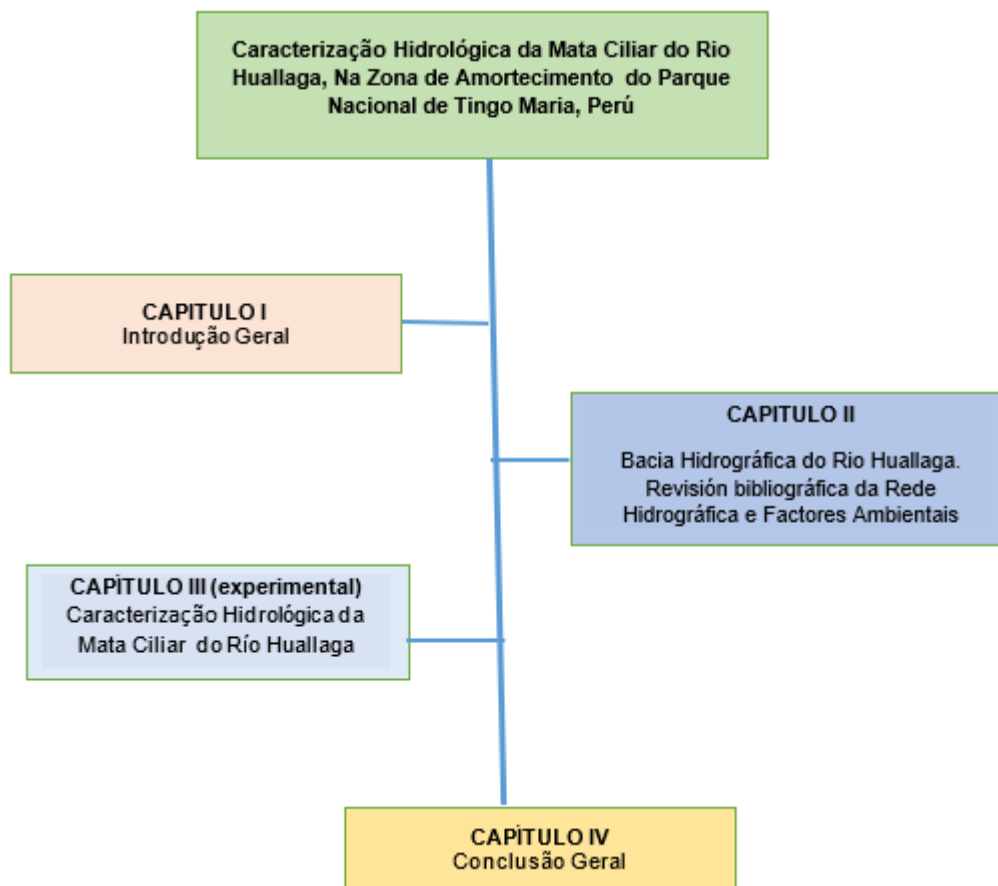 Caracterização Hidrológica da Mata Ciliar do Rio
Huallaga, Na Zona de Amortecimento do Parque
Nacional de Tingo Maria, Perú
CAPITULO I
Introdução Geral
CAPITULO II
Bacia Hidrográfica do Rio Huallaga.
Revisión bibliográfica da Rede
Hidrográfica e Factores Ambientais
CAPÌTULO III (experimental)
Caracterização Hidrológica da
Mata Ciliar do Río Huallaga
CAPÌTULO IV
Conclusão Geral